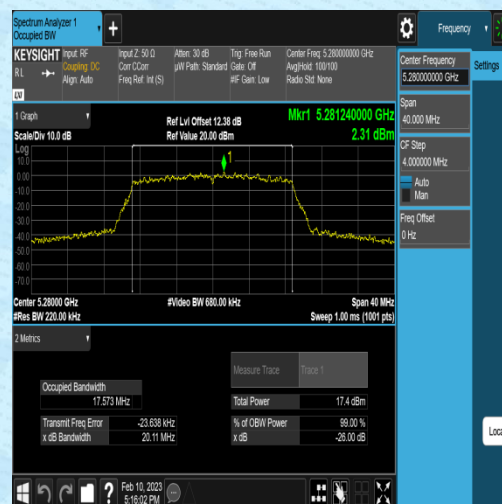 Spectrum Analyzer 1
Occupied BW
+
Frequency
KEYSIGHT
RL
Input: RF
Coupling: DC
Align: Auto
Input Z: 50 Ω
Corr CCorr
Freq Ref: Int (S)
Atten: 30 dB
µW Path: Standard
Trig: Free Run
Gate: Off
#IF Gain: Low
Center Freq: 5.280000000 GHz
Avg|Hold: 100/100
Radio Std: None
Center Frequency
5.280000000 GHz
Settings
Span
40.000 MHz
CF Step
4.000000 MHz
Auto
Man
Freq Offset
0 Hz
1 Graph
Scale/Div 10.0 dB
Ref Lvl Offset 12.38 dB
Ref Value 20.00 dBm
Mkr1 5.281240000 GHz
2.31 dBm
Log
10.0
0.00
-10.0
-20.0
-30.0
-40.0
-50.0
-60.0
-70.0
1
Center 5.28000 GHz
#Res BW 220.00 kHz
#Video BW 680.00 kHz
Span 40 MHz
Sweep 1.00 ms (1001 pts)
2 Metrics
Measure Trace
Trace 1
Occupied Bandwidth
17.573 MHz
Total Power
17.4 dBm
Transmit Freq Error
-23.638 kHz
% of OBW Power
99.00 %
x dB Bandwidth
20.11 MHz
x dB
-26.00 dB
Loca
?
Feb 10, 2023
5:16:02 PM